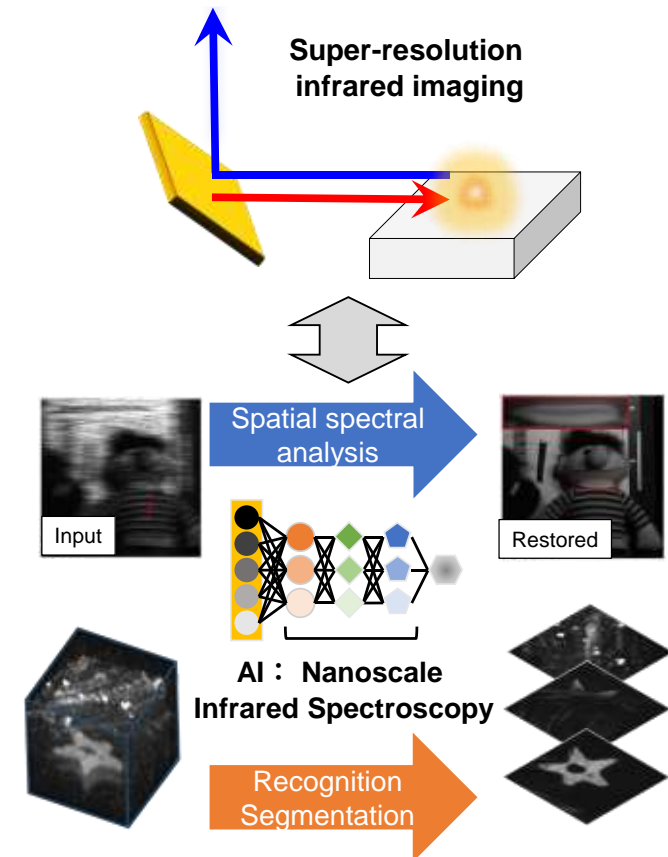 Super-resolution
infrared imaging
Spatial spectral
analysis
Input
Restored
AI： Nanoscale
Infrared Spectroscopy
Recognition
Segmentation